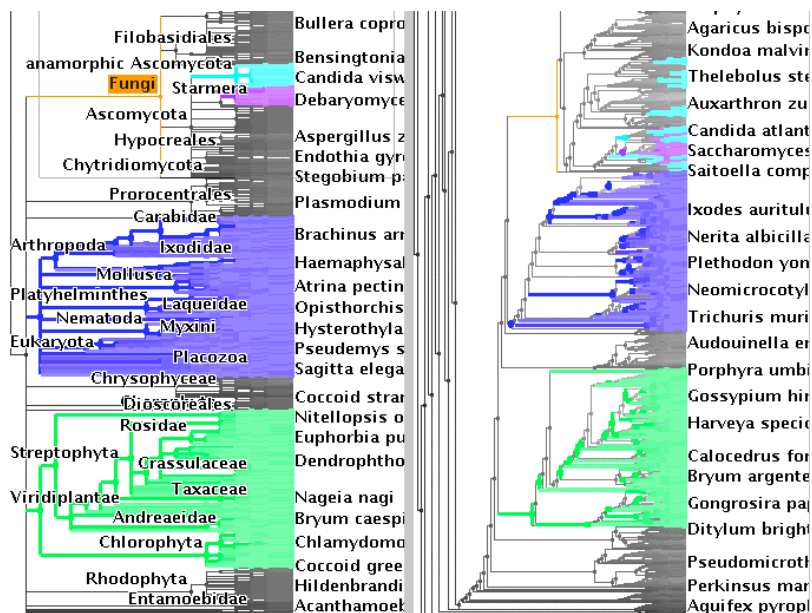 Bullera copro
Filobasidiales
Bensingtonia
anamorphic Ascomycota
Fungi
Candida visw
Starmera
Debaryomyce
Ascomycota
Aspergillus z
Hypocreales
Endothia gyr
Chytridiomycota
Stegobium p
Prorocentrales
Plasmodium
Carabidae
Brachinus arr
Arthropoda
Ixodidae
Haemaphysal
Mollusca
Atrina pectin
Platyhelminthes
Laqueidae
Opisthorchis
Nematoda
Myxini
Hysterothyla
Eukaryota
Pseudemys s
Placozoa
Sagitta elega
Chrysophyceae
Coccoid stran
Dioscoreales
Nitellopsis o
Rosidae
Euphorbia pu
Streptophyta
Crassulaceae
Dendrophtho
Taxaceae
Viridiplantae
Nageia nagi
Andreaeidae
Bryum caespi
Chlorophyta
Chlamydomo
Coccoid gree
Rhodophyta
Hildenbrandi
Entamoebidae
Acanthamoeb
Agaricus bispo
Kondoa malvir
Thelebolus ste
Auxarthron zu
Candida atlant
Saccharomyces
Saitoella comp
Ixodes auritulu
Nerita albicilla
Plethodon yon
Neomicrocotyl
Trichuris muri
Audouinella er
Porphyra umbi
Gossypium hir
Harveya specio
Calocedrus for
Bryum argente
Gongrosira pap
Ditylum bright
Pseudomicroth
Perkinsus mar
Aquifex pyroph